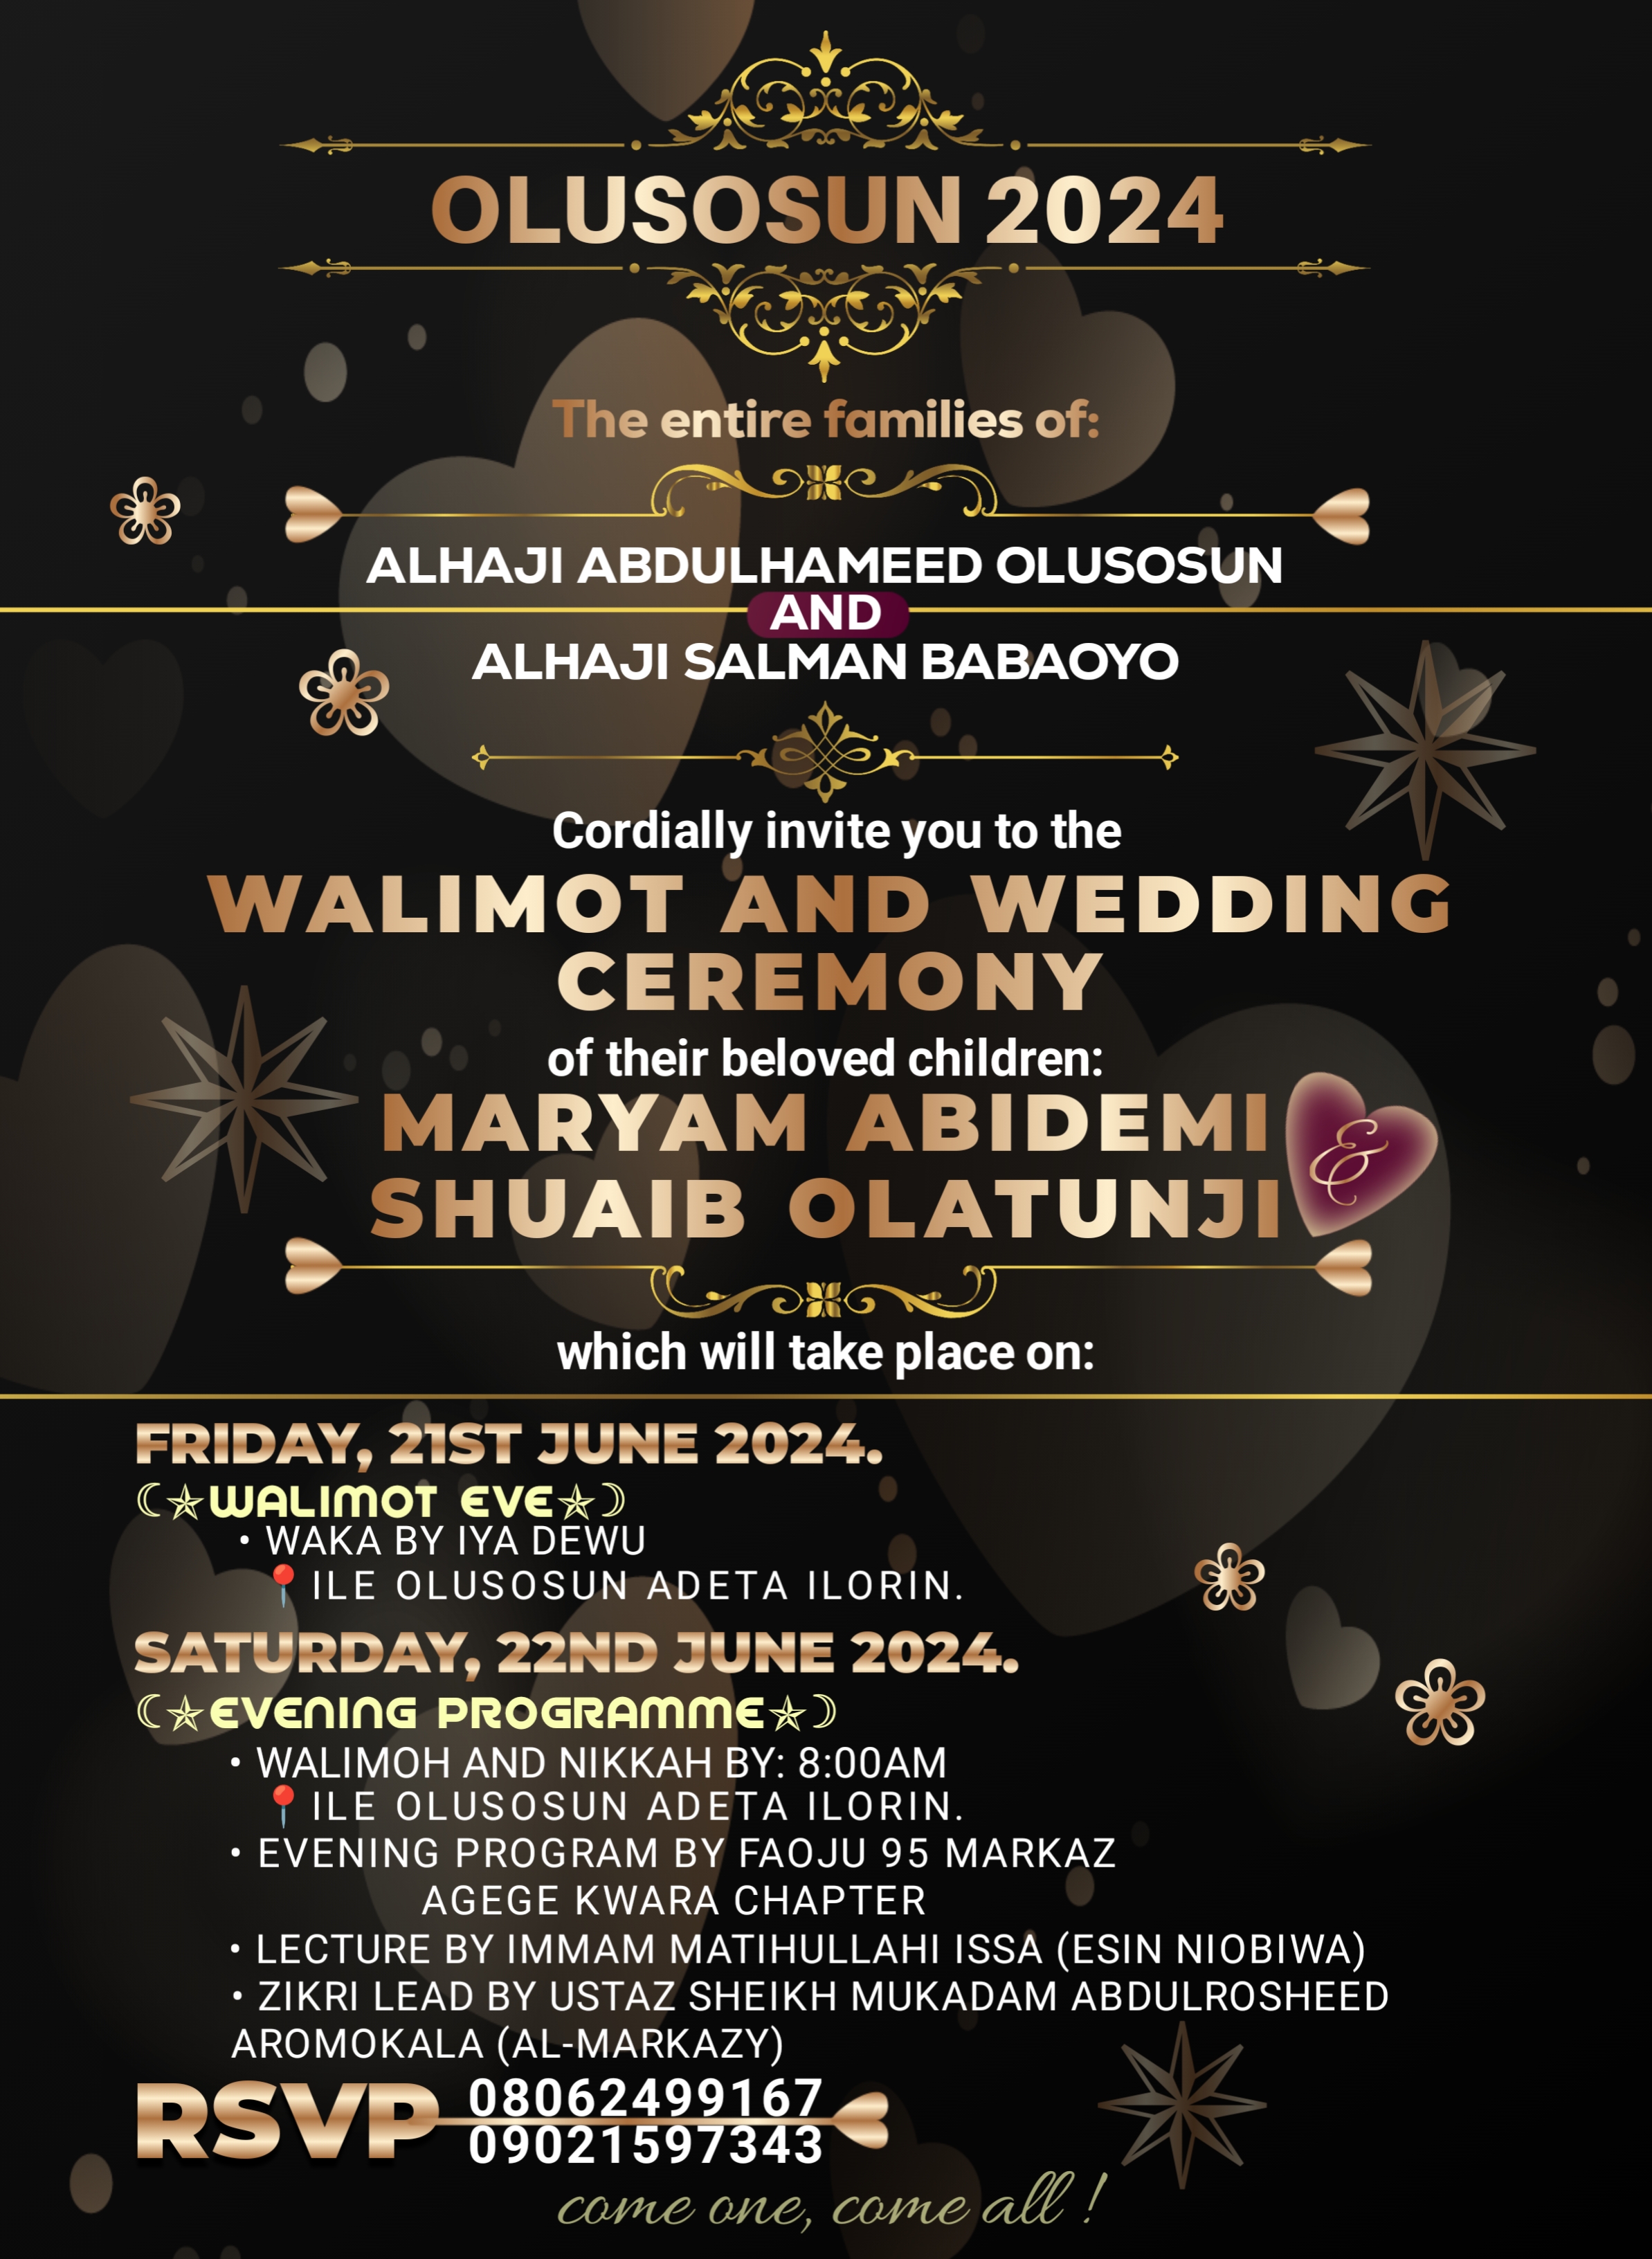 OLUSOSUN 2024
The entire families of:
ALHAJI ABDULHAMEED OLUSOSUN
AND
ALHAJI SALMAN BABAOYO
Cordially invite you to the
WALIMOT AND WEDDING
CEREMONY
of their beloved children:
MARYAM ABIDEMI
&
SHUAIB OLATUNJI
which will take place on:
FRIDAY, 21ST JUNE 2024.
☾✯WALIMOT EVE✯☽
• WAKA BY IYA DEWU
📍ILE OLUSOSUN ADETA ILORIN.
SATURDAY, 22ND JUNE 2024.
☾✯EVENING PROGRAMME✯☽
• WALIMOH AND NIKKAH BY: 8:00AM
📍ILE OLUSOSUN ADETA ILORIN.
• EVENING PROGRAM BY FAOJU 95 MARKAZ
AGEGE KWARA CHAPTER
• LECTURE BY IMMAM MATIHULLAHI ISSA (ESIN NIOBIWA)
• ZIKRI LEAD BY USTAZ SHEIKH MUKADAM ABDULROSHEED
AROMOKALA (AL-MARKAZY)
RSVP
08062499167
09021597343
come one, come all !